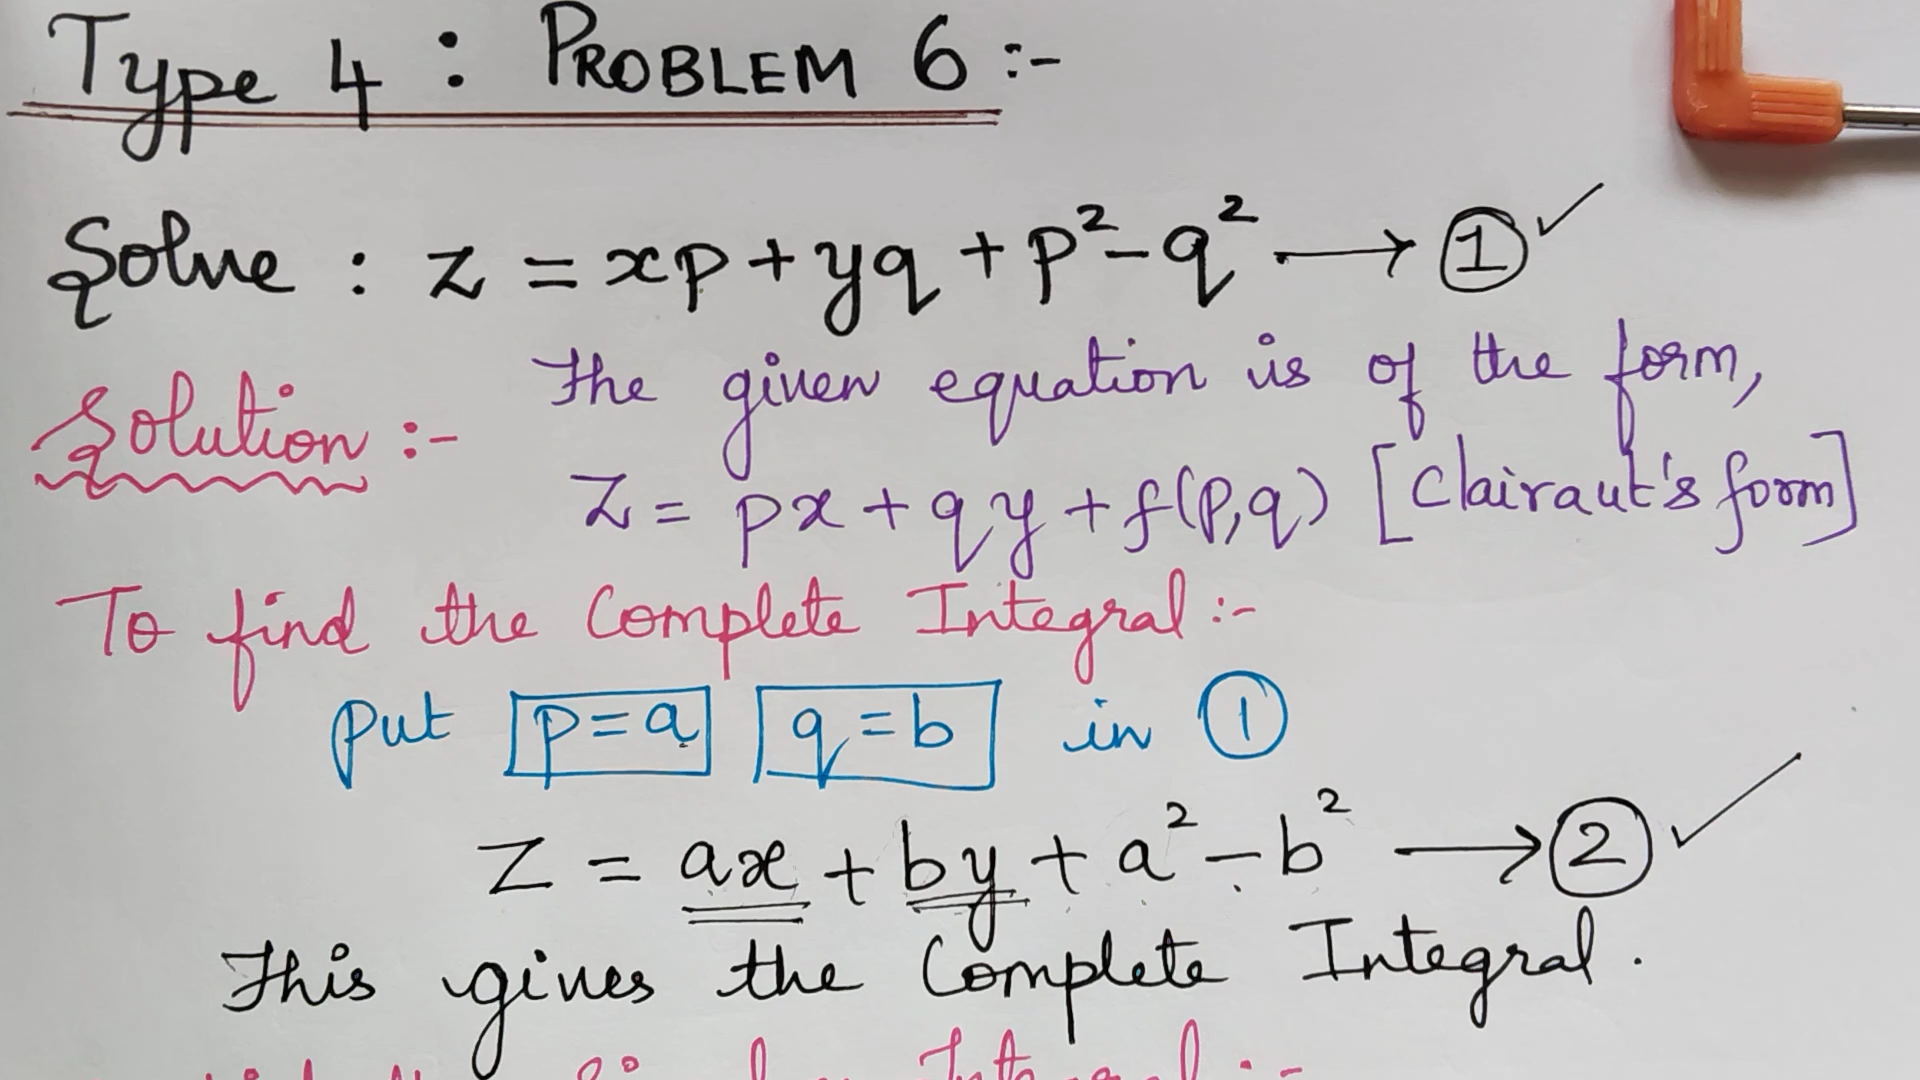 Type 4 : PROBLEM 6 :-
Solve : z = xp + yq + p² - q² → ①
Solution :- The given equation is of the form,
Z = px + qy + f(p,q) [Clairaut's form]
To find the Complete Integral :-
put p = a q = b in ①
Z = ax + by + a² - b² → ②
This gives the Complete Integral.